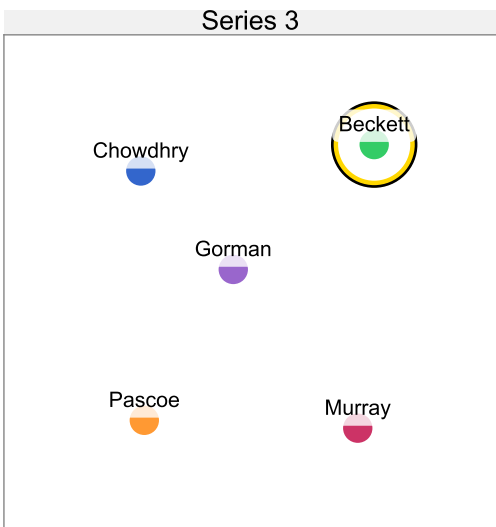 Series 3
Beckett
Chowdhry
Gorman
Pascoe
Murray